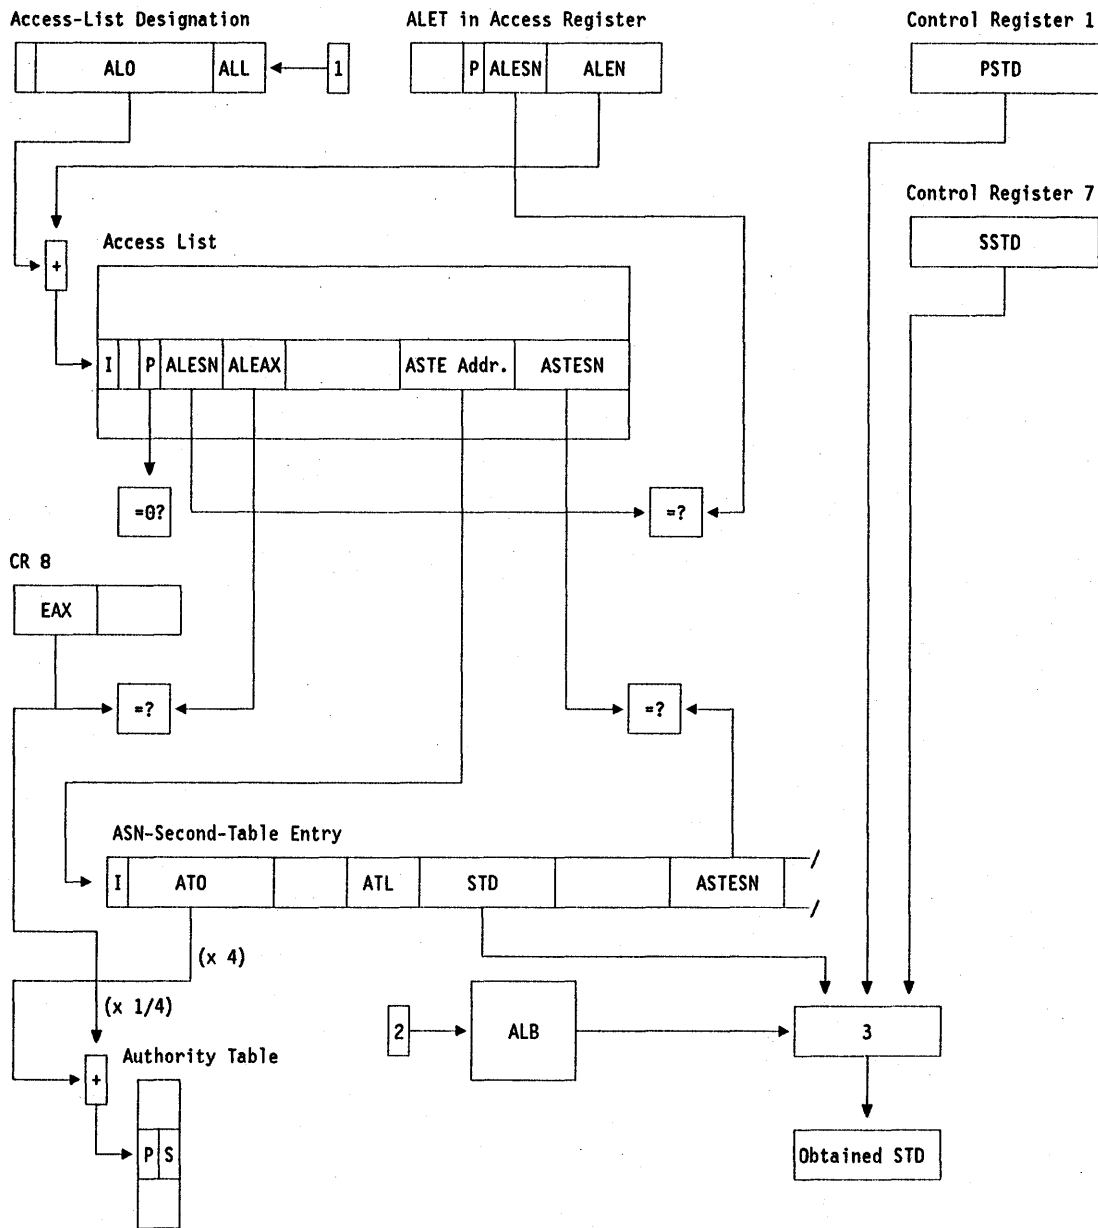 Access-List Designation
ALET in Access Register
Control Register 1
ALO ALL
1
P ALESN ALEN
PSTD
Control Register 7
SSTD
Access List
+
I P ALESN ALEAX ASTE Addr. ASTESN
=0?
=?
CR 8
EAX
=?
=?
ASN-Second-Table Entry
I ATO ATL STD ASTESN
(x 4)
(x 1/4)
2
ALB
3
Authority Table
+
P S
Obtained STD